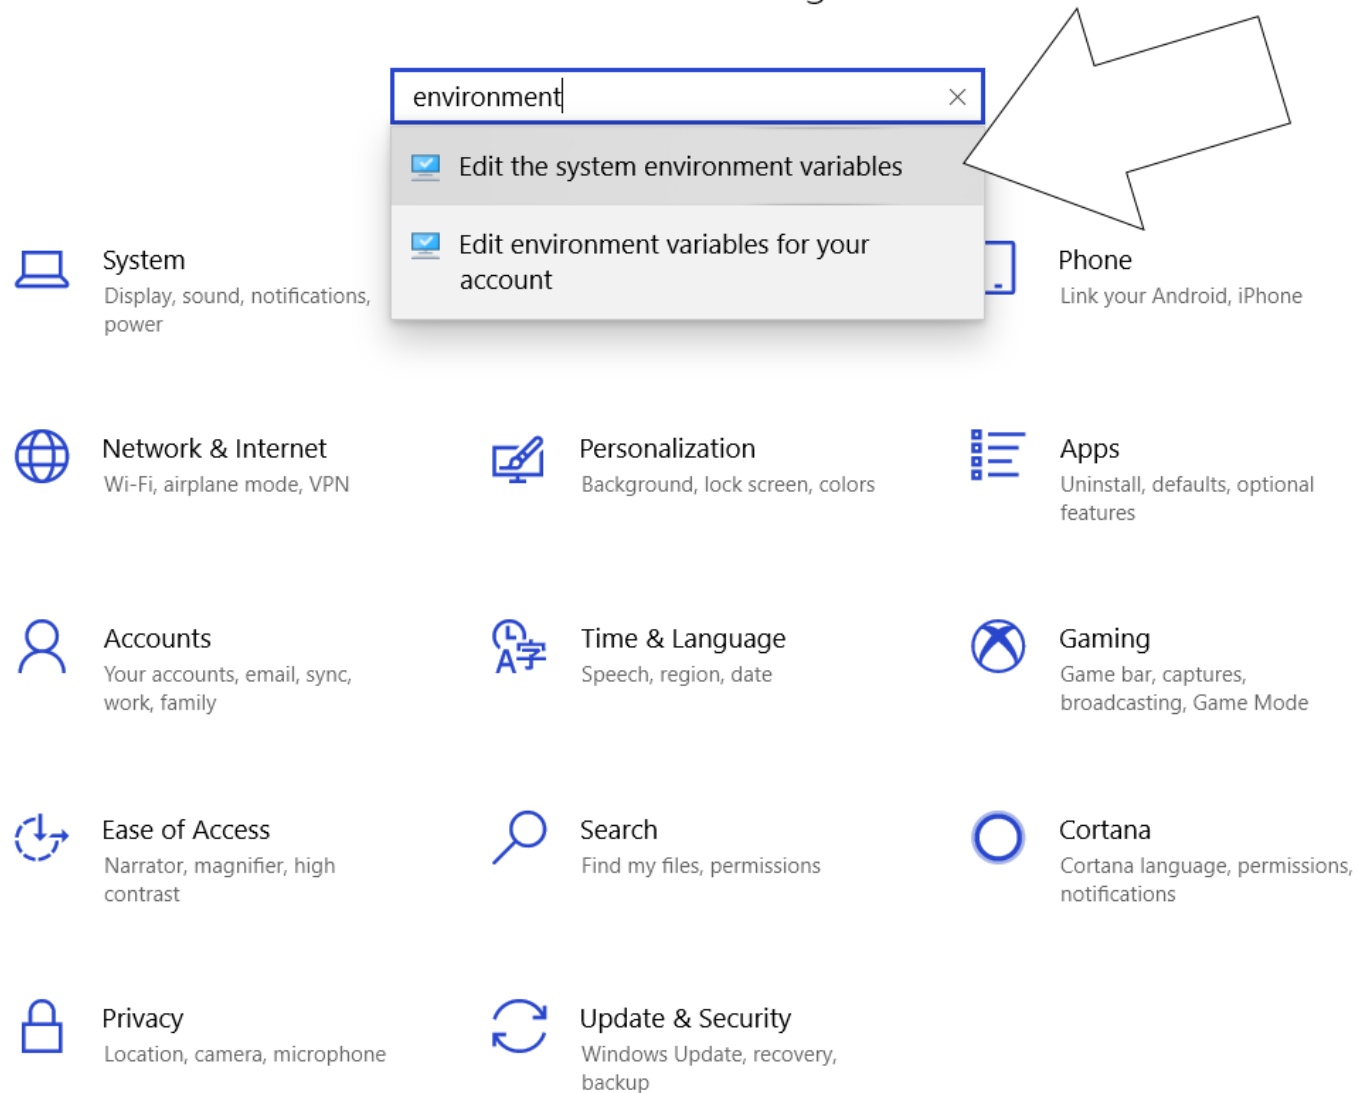 environment
Edit the system environment variables
Edit environment variables for your
account
System
Display, sound, notifications,
power
Phone
Link your Android, iPhone
Network & Internet
Wi-Fi, airplane mode, VPN
Personalization
Background, lock screen, colors
Apps
Uninstall, defaults, optional
features
Accounts
Your accounts, email, sync,
work, family
Time & Language
Speech, region, date
Gaming
Game bar, captures,
broadcasting, Game Mode
Ease of Access
Narrator, magnifier, high
contrast
Search
Find my files, permissions
Cortana
Cortana language, permissions,
notifications
Privacy
Location, camera, microphone
Update & Security
Windows Update, recovery,
backup